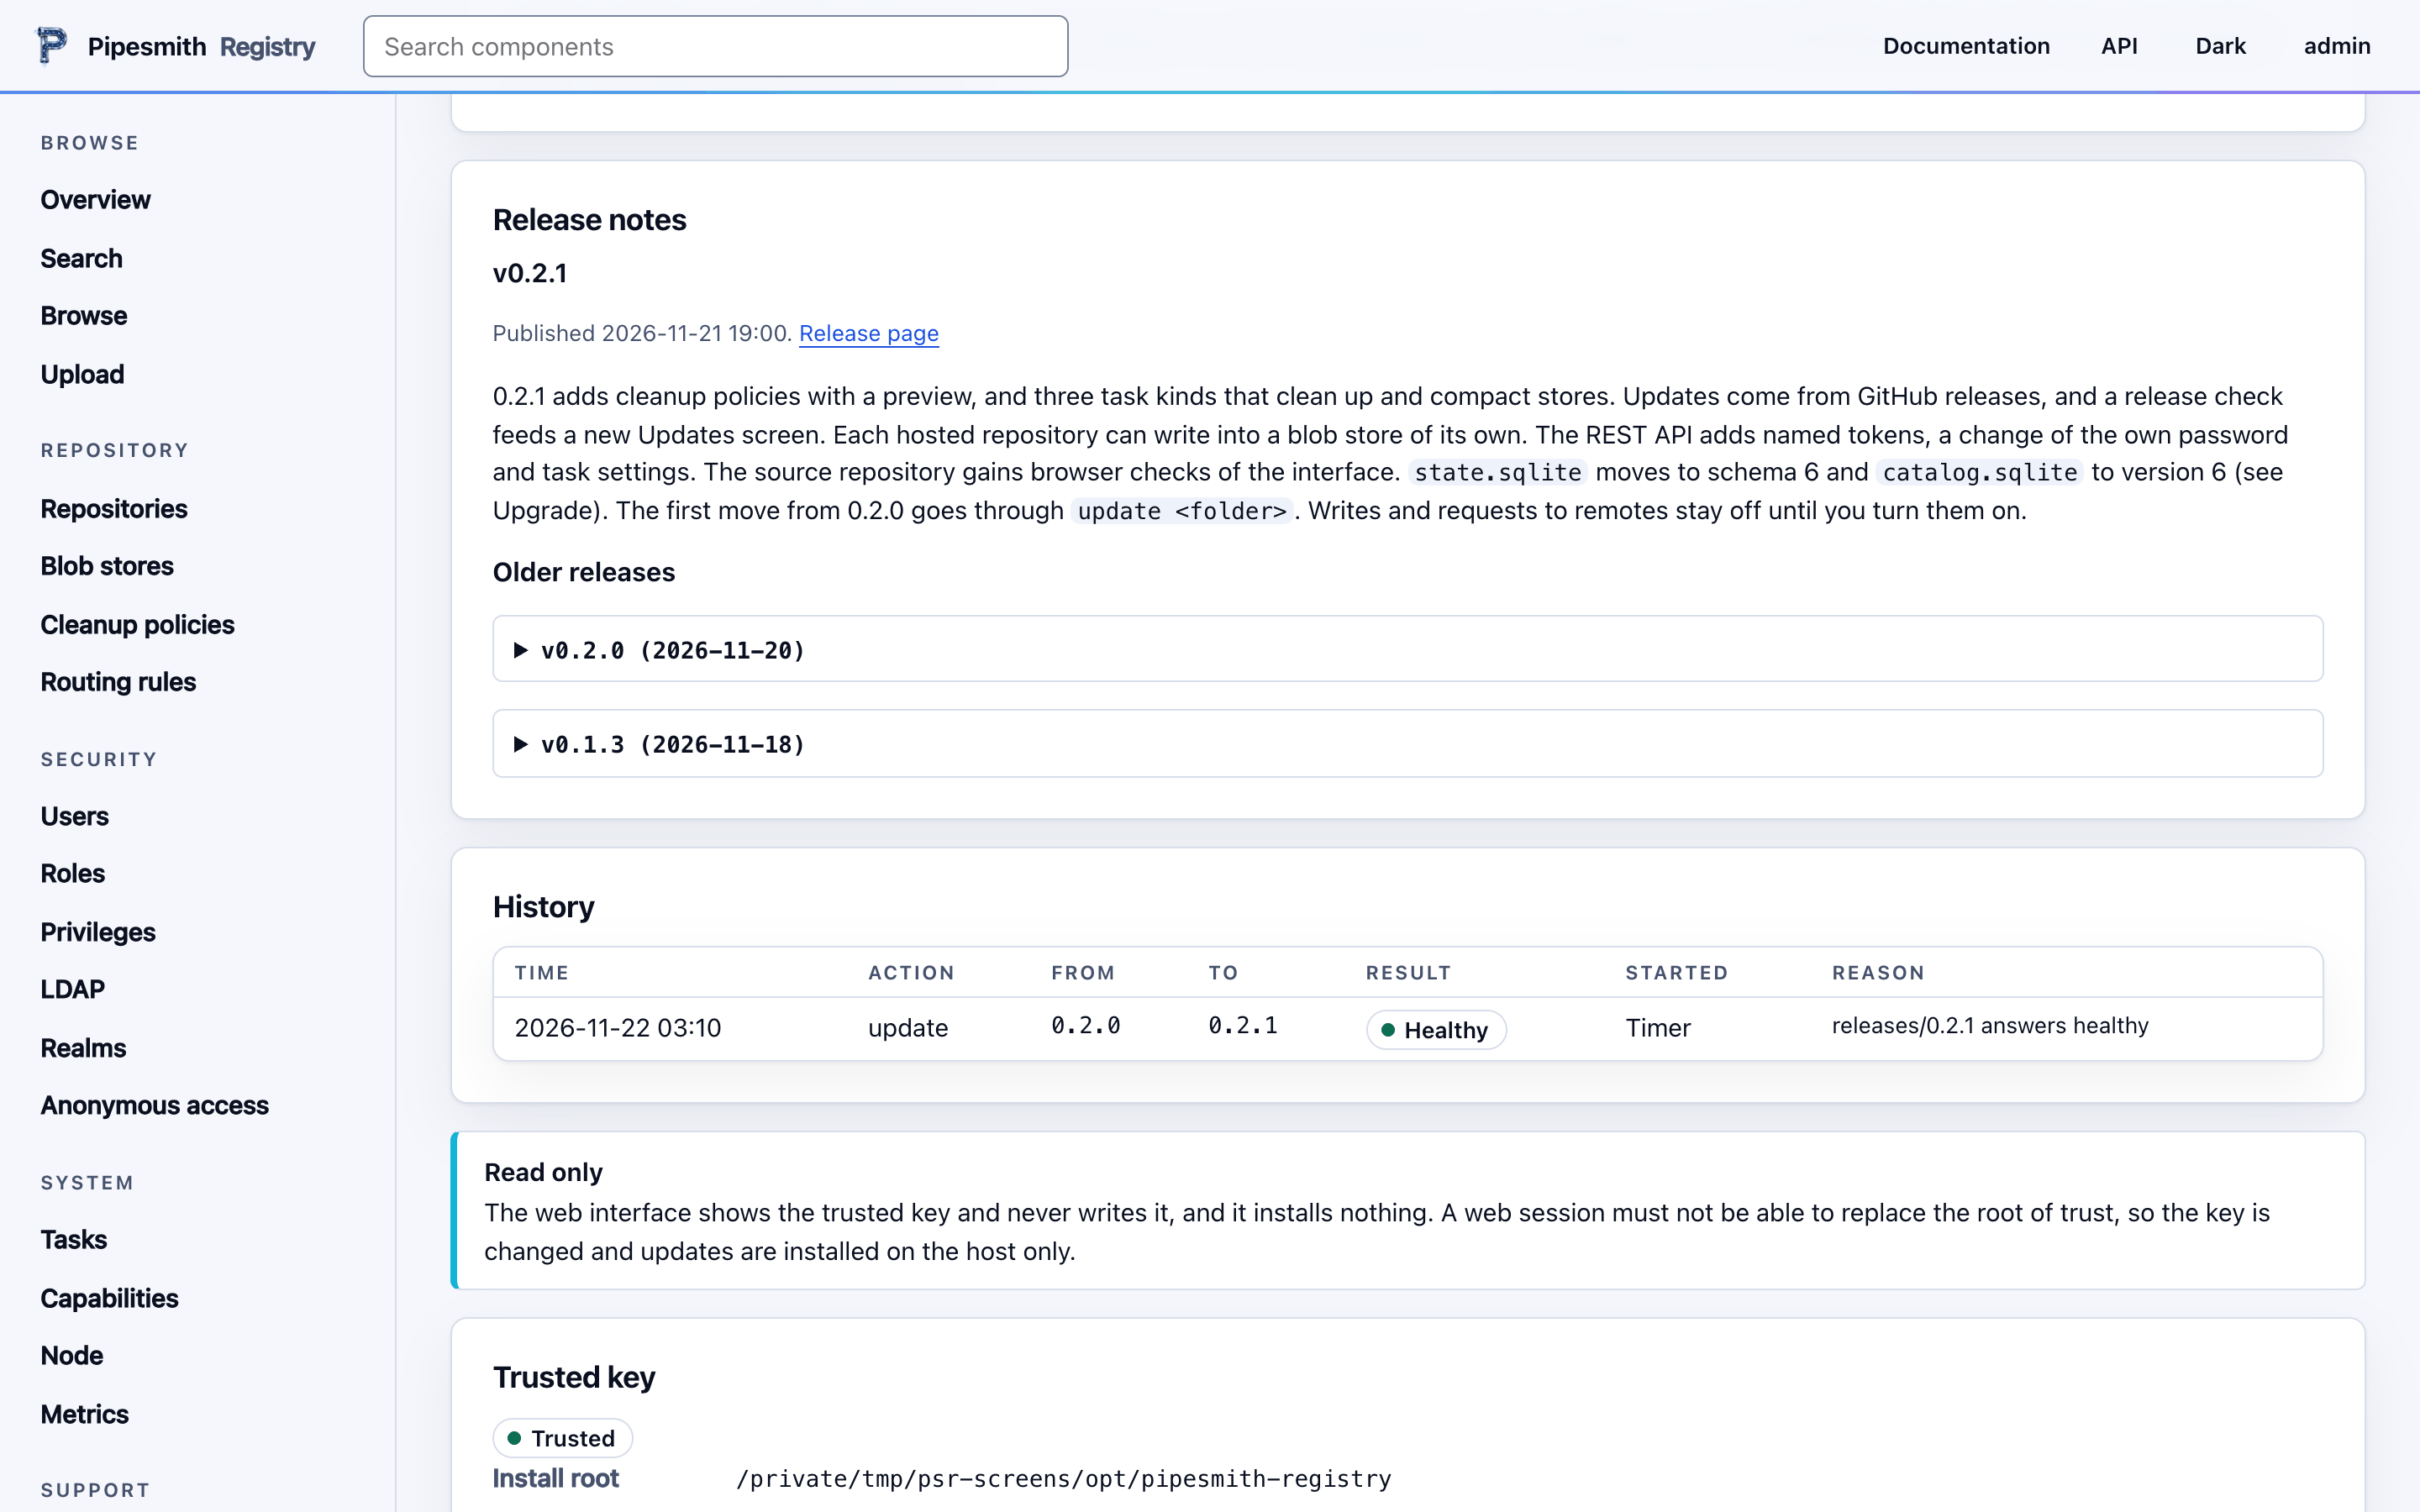 Pipesmith Registry
Search components
Documentation
API
Dark
admin
BROWSE
Overview
Search
Browse
Upload
REPOSITORY
Repositories
Blob stores
Cleanup policies
Routing rules
SECURITY
Users
Roles
Privileges
LDAP
Realms
Anonymous access
SYSTEM
Tasks
Capabilities
Node
Metrics
SUPPORT
Release notes
v0.2.1
Published 2026-11-21 19:00. Release page
0.2.1 adds cleanup policies with a preview, and three task kinds that clean up and compact stores. Updates come from GitHub releases, and a release check
feeds a new Updates screen. Each hosted repository can write into a blob store of its own. The REST API adds named tokens, a change of the own password
and task settings. The source repository gains browser checks of the interface. state.sqlite moves to schema 6 and catalog.sqlite to version 6 (see
Upgrade). The first move from 0.2.0 goes through update <folder>. Writes and requests to remotes stay off until you turn them on.
Older releases
v0.2.0 (2026-11-20)
v0.1.3 (2026-11-18)
History
TIME ACTION FROM TO RESULT STARTED REASON
2026-11-22 03:10 update 0.2.0 0.2.1 Healthy Timer releases/0.2.1 answers healthy
Read only
The web interface shows the trusted key and never writes it, and it installs nothing. A web session must not be able to replace the root of trust, so the key is
changed and updates are installed on the host only.
Trusted key
Trusted
Install root /private/tmp/psr-screens/opt/pipesmith-registry